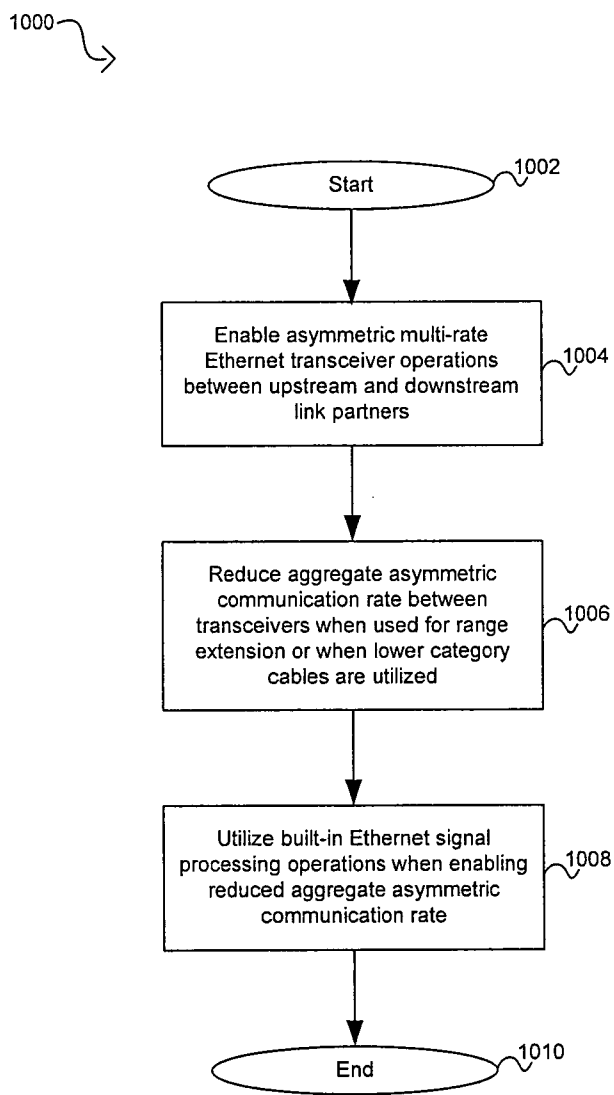 1000
Start
1002
Enable asymmetric multi-rate
Ethernet transceiver operations
between upstream and downstream
link partners
1004
Reduce aggregate asymmetric
communication rate between
transceivers when used for range
extension or when lower category
cables are utilized
1006
Utilize built-in Ethernet signal
processing operations when enabling
reduced aggregate asymmetric
communication rate
1008
End
1010